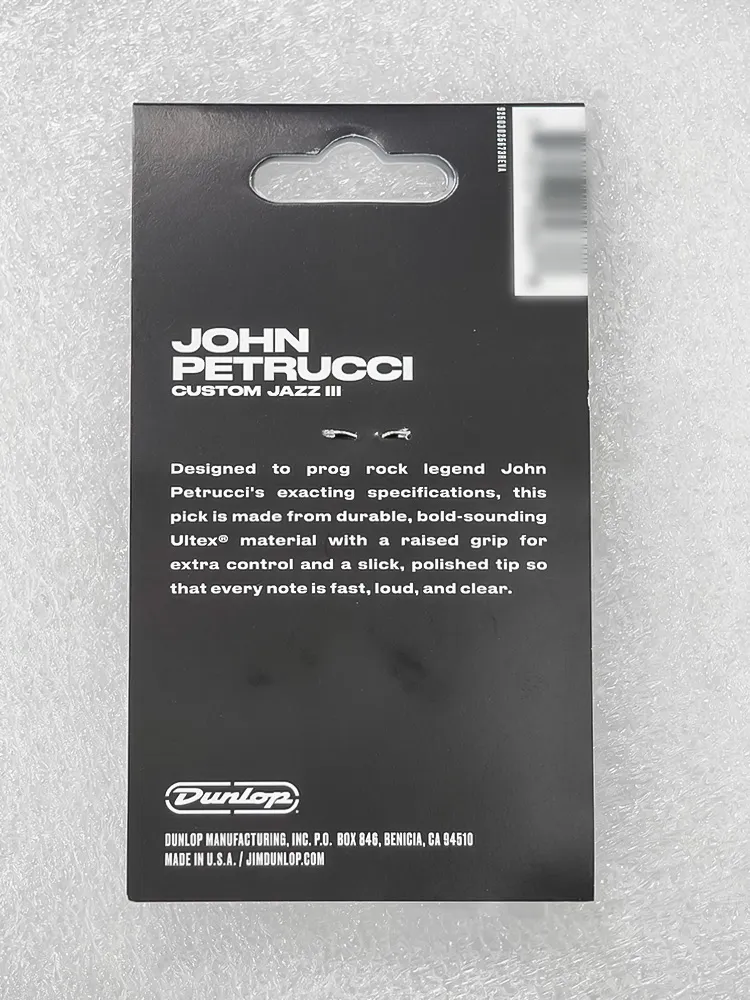 JOHN
PETRUCCI
CUSTOM JAZZ III
Designed to prog rock legend John
Petrucci's exacting specifications, this
pick is made from durable, bold-sounding
Ultex® material with a raised grip for
extra control and a slick, polished tip so
that every note is fast, loud, and clear.
Dunlop
DUNLOP MANUFACTURING, INC. P.O. BOX 846, BENICIA, CA 94510
MADE IN U.S.A. / JIMDUNLOP.COM